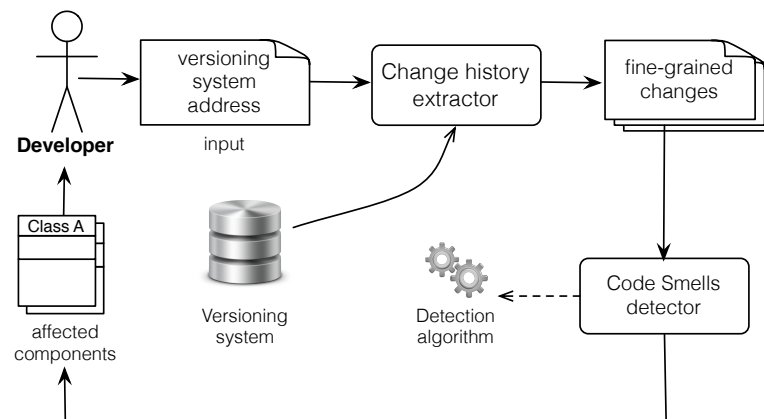 versioning
system
address
Change history
extractor
fine-grained
changes
Developer
input
Class A
Versioning
system
Detection
algorithm
Code Smells
detector
affected
components